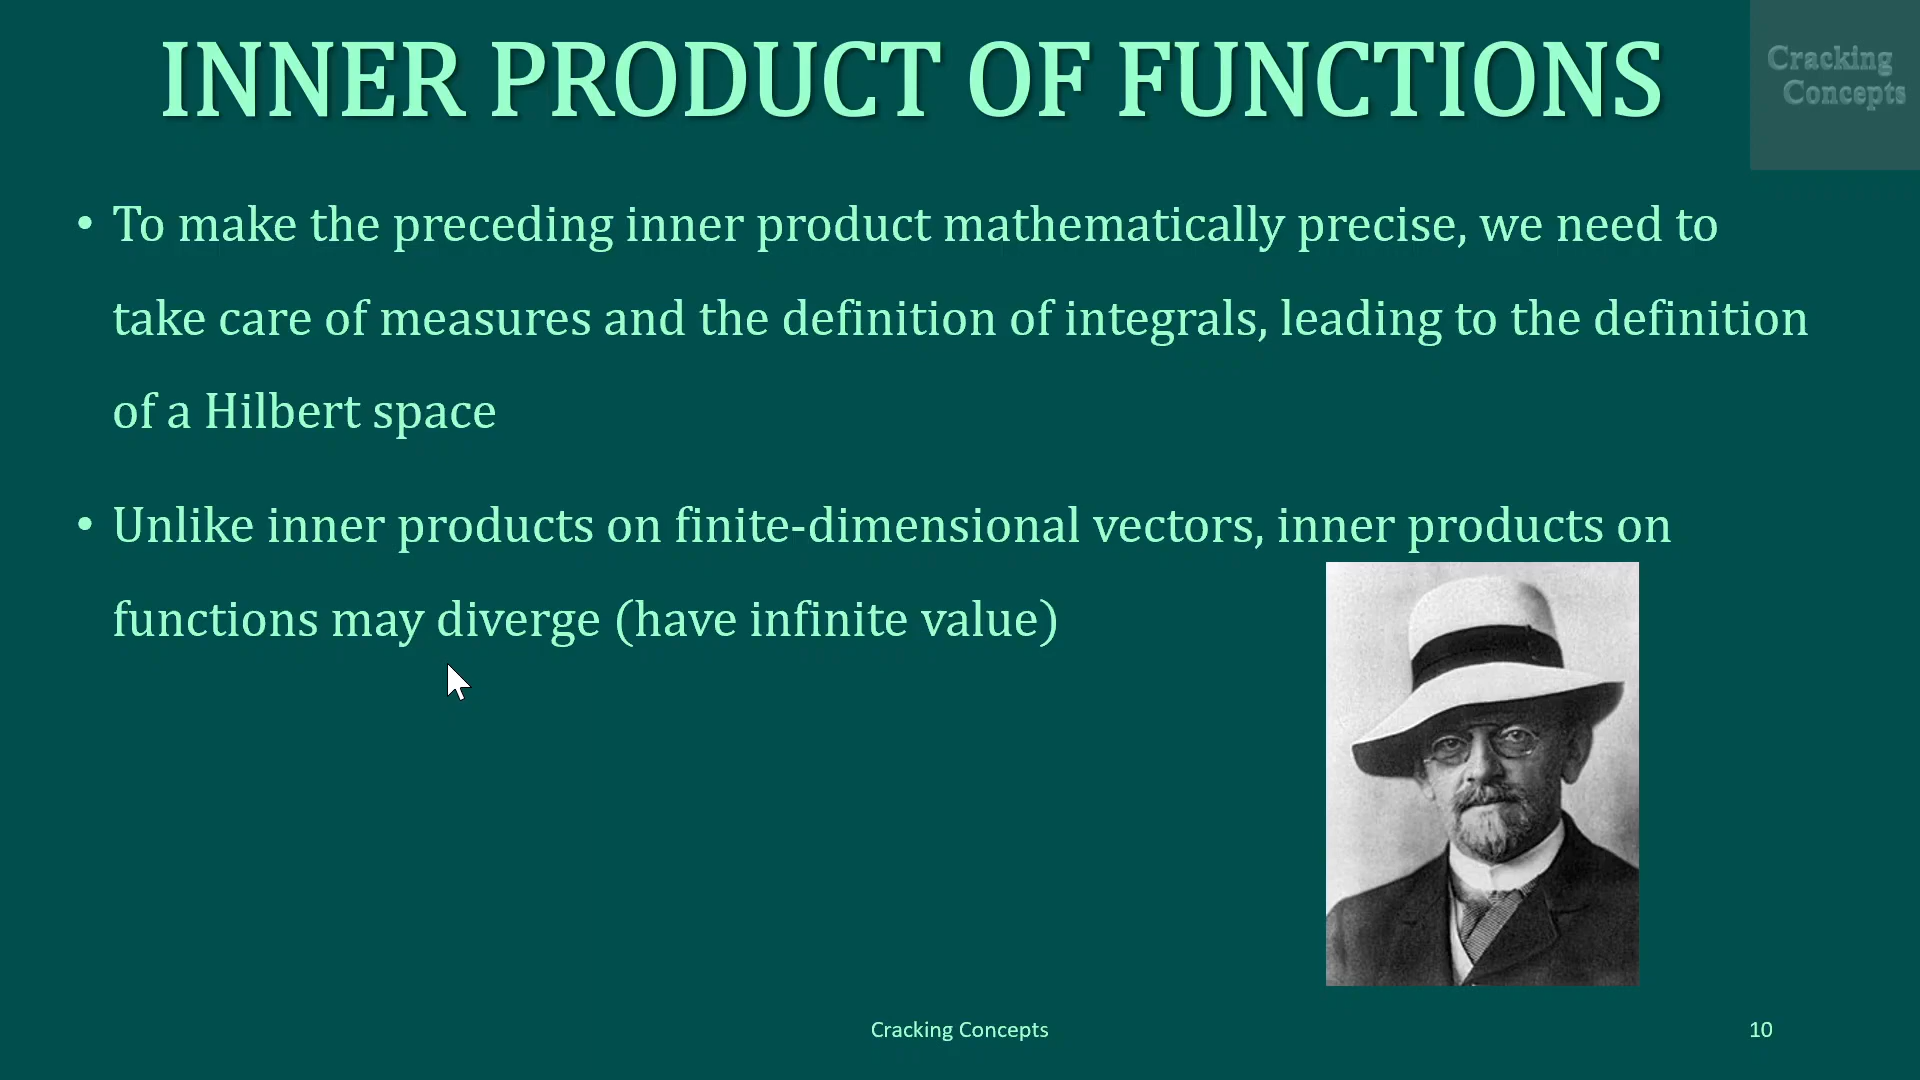 INNER PRODUCT OF FUNCTIONS
Cracking
Concepts
• To make the preceding inner product mathematically precise, we need to
take care of measures and the definition of integrals, leading to the definition
of a Hilbert space
• Unlike inner products on finite-dimensional vectors, inner products on
functions may diverge (have infinite value)
Cracking Concepts
10